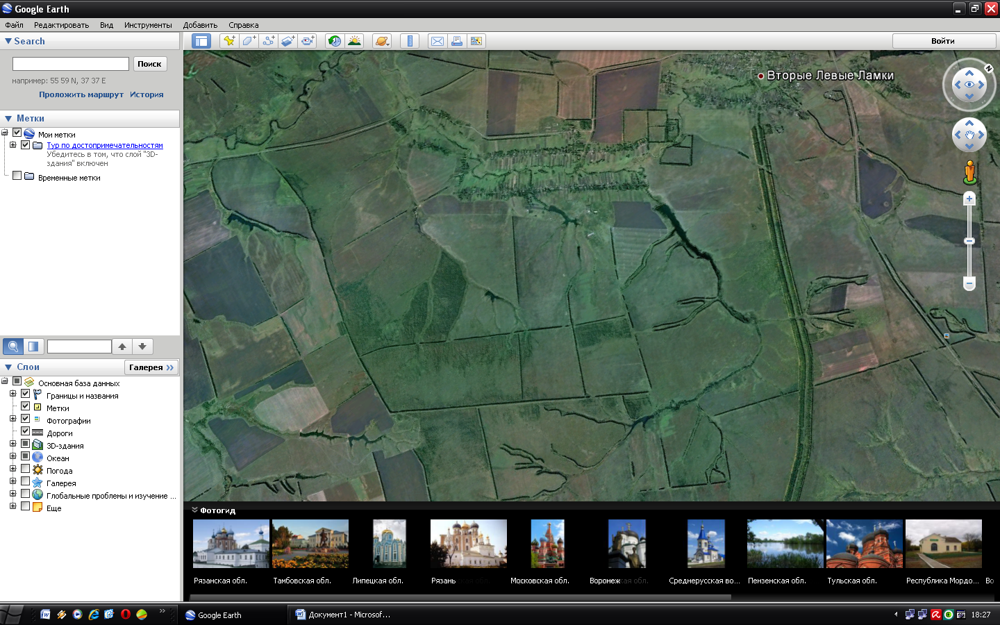 Google Earth
Файл Редактировать Вид Инструменты Добавить Справка
Search
Войти
Поиск
например: 55 59 N, 37 37 E
Проложить маршрут История
Метки
Мои метки
Тур по достопримечательностям
Убедитесь в том, что слой "3D-
здания" включен
Временные метки
Вторые Левые Ламки
N
Слои
Галерея
Основная база данных
Границы и названия
Метки
Фотографии
Дороги
3D-здания
Океан
Погода
Галерея
Глобальные проблемы и изучение ...
Еще
Фотогид
Рязанская обл. Тамбовская обл. Липецкая обл. Рязань Московская обл. Воронеж Среднерусская во... Пензенская обл. Тульская обл. Республика Мордо... Во
Google Earth Документ1 - Microsof... 18:27